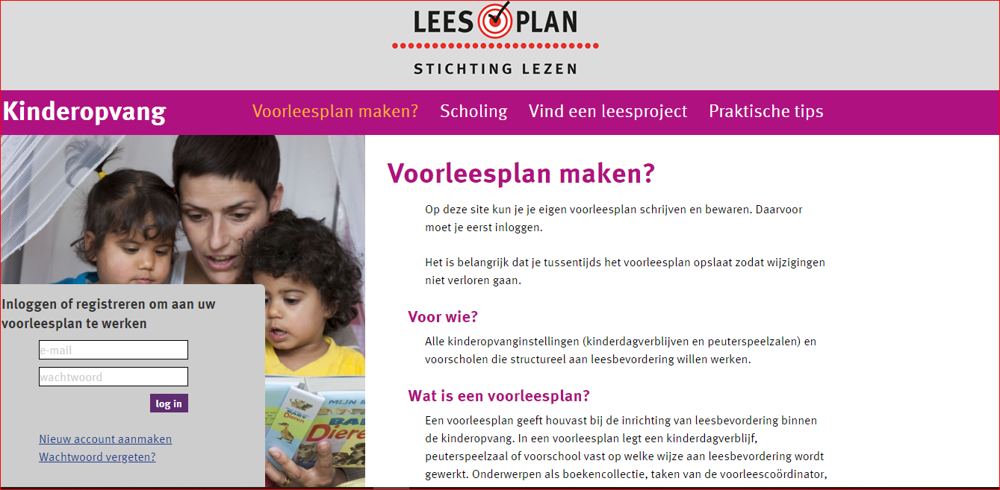 LEES PLAN
STICHTING LEZEN
Kinderopvang
Voorleesplan maken? Scholing Vind een leesproject Praktische tips
Inloggen of registreren om aan uw
voorleesplan te werken
e-mail
wachtwoord
log in
Nieuw account aanmaken
Wachtwoord vergeten?
BABY
Dieren
MIJN B
BA
Dieren
Voorleesplan maken?
Op deze site kun je je eigen voorleesplan schrijven en bewaren. Daarvoor
moet je eerst inloggen.
Het is belangrijk dat je tussentijds het voorleesplan opslaat zodat wijzigingen
niet verloren gaan.
Voor wie?
Alle kinderopvanginstellingen (kinderdagverblijven en peuterspeelzalen) en
voorscholen die structureel aan leesbevordering willen werken.
Wat is een voorleesplan?
Een voorleesplan geeft houvast bij de inrichting van leesbevordering binnen
de kinderopvang. In een voorleesplan legt een kinderdagverblijf,
peuterspeelzaal of voorschool vast op welke wijze aan leesbevordering wordt
gewerkt. Onderwerpen als boekencollectie, taken van de voorleescoördinator,